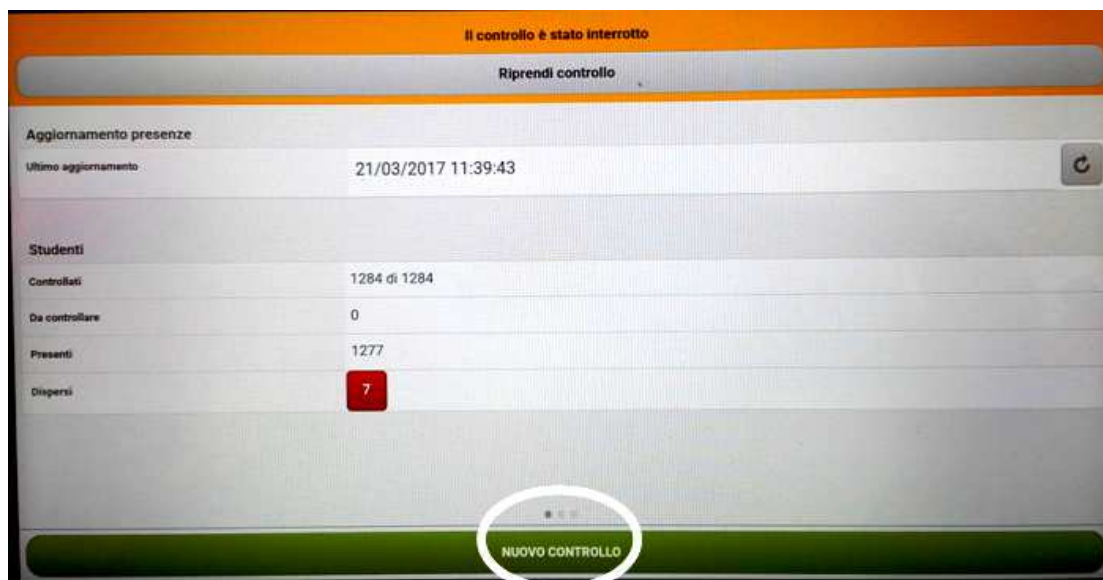 Il controllo è stato interrotto
Riprendi controllo
Aggiornamento presenze
Ultimo aggiornamento 21/03/2017 11:39:43
Studenti
Controllati 1284 di 1284
Da controllare 0
Presenti 1277
Dispersi 7
NUOVO CONTROLLO